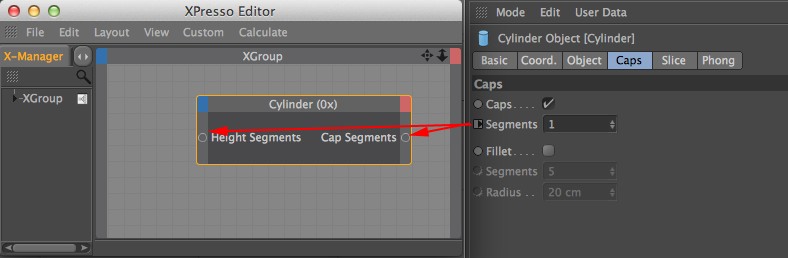 XPresso Editor
File Edit Layout View Custom Calculate
X-Manager
XGroup
XGroup
Cylinder (0x)
Height Segments Cap Segments
Mode Edit User Data
Cylinder Object [Cylinder]
Basic Coord. Object Caps Slice Phong
Caps
Caps . . . .
Segments 1
Fillet . . . .
Segments 5
Radius . . 20 cm